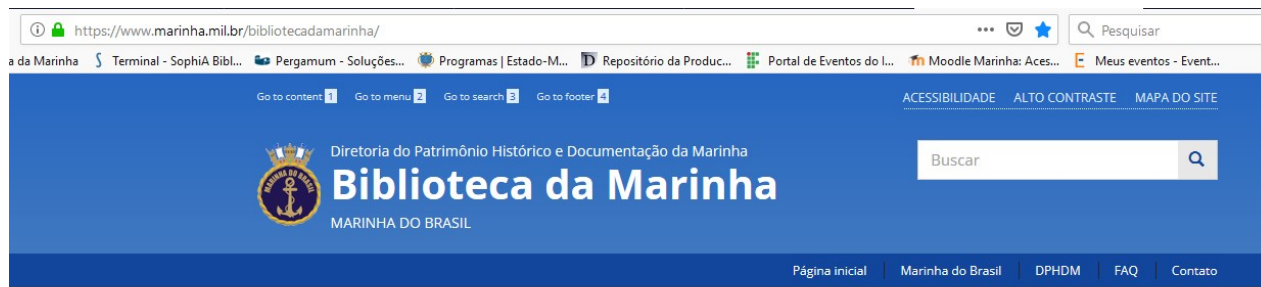 https://www.marinha.mil.br/bibliotecadamarinha/ Pesquisar
a da Marinha Terminal - SophiA Bibl... Pergamum - Soluções... Programas | Estado-M... Repositório da Produc... Portal de Eventos do I... Moodle Marinha: Aces... Meus eventos - Event...
Go to content 1 Go to menu 2 Go to search 3 Go to footer 4 ACESSIBILIDADE ALTO CONTRASTE MAPA DO SITE
Diretoria do Patrimônio Histórico e Documentação da Marinha
Buscar
Biblioteca da Marinha
MARINHA DO BRASIL
MARINHA DO BRASIL
Página inicial Marinha do Brasil DPHDM FAQ Contato